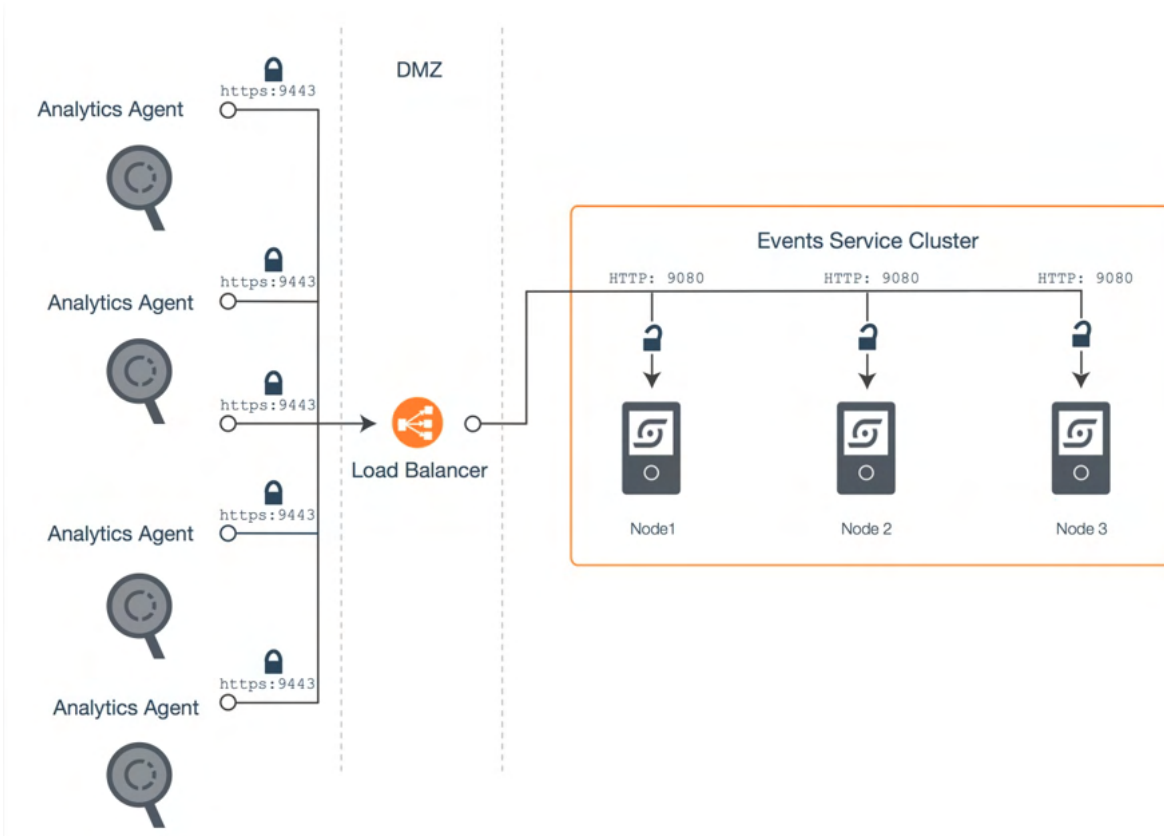 DMZ
https:9443
Analytics Agent
https:9443
Analytics Agent
https:9443
Load Balancer
https:9443
Analytics Agent
https:9443
Analytics Agent
Events Service Cluster
HTTP: 9080
HTTP: 9080
HTTP: 9080
Node1
Node 2
Node 3